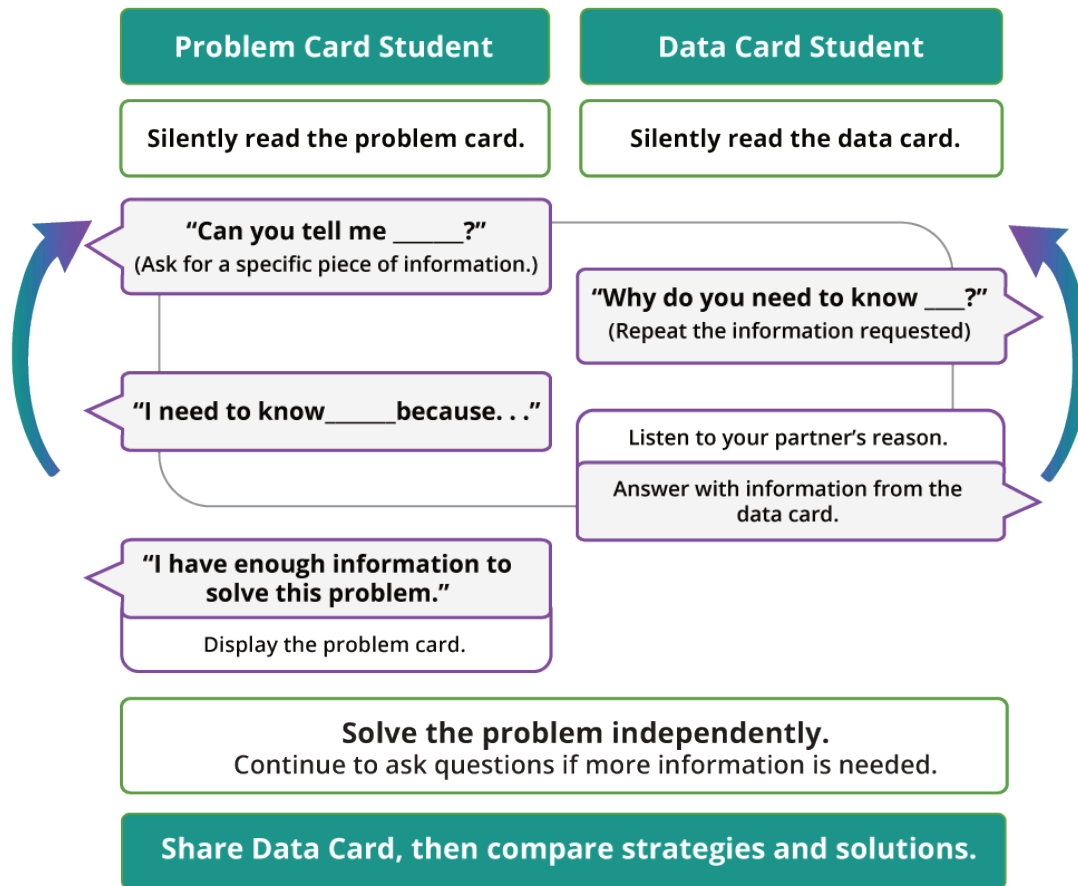 Problem Card Student
Data Card Student
Silently read the problem card.
Silently read the data card.
“Can you tell me ______?”
(Ask for a specific piece of information.)
“Why do you need to know ___?”
(Repeat the information requested)
“I need to know______because. . .”
Listen to your partner’s reason.
Answer with information from the
data card.
“I have enough information to
solve this problem.”
Display the problem card.
Solve the problem independently.
Continue to ask questions if more information is needed.
Share Data Card, then compare strategies and solutions.